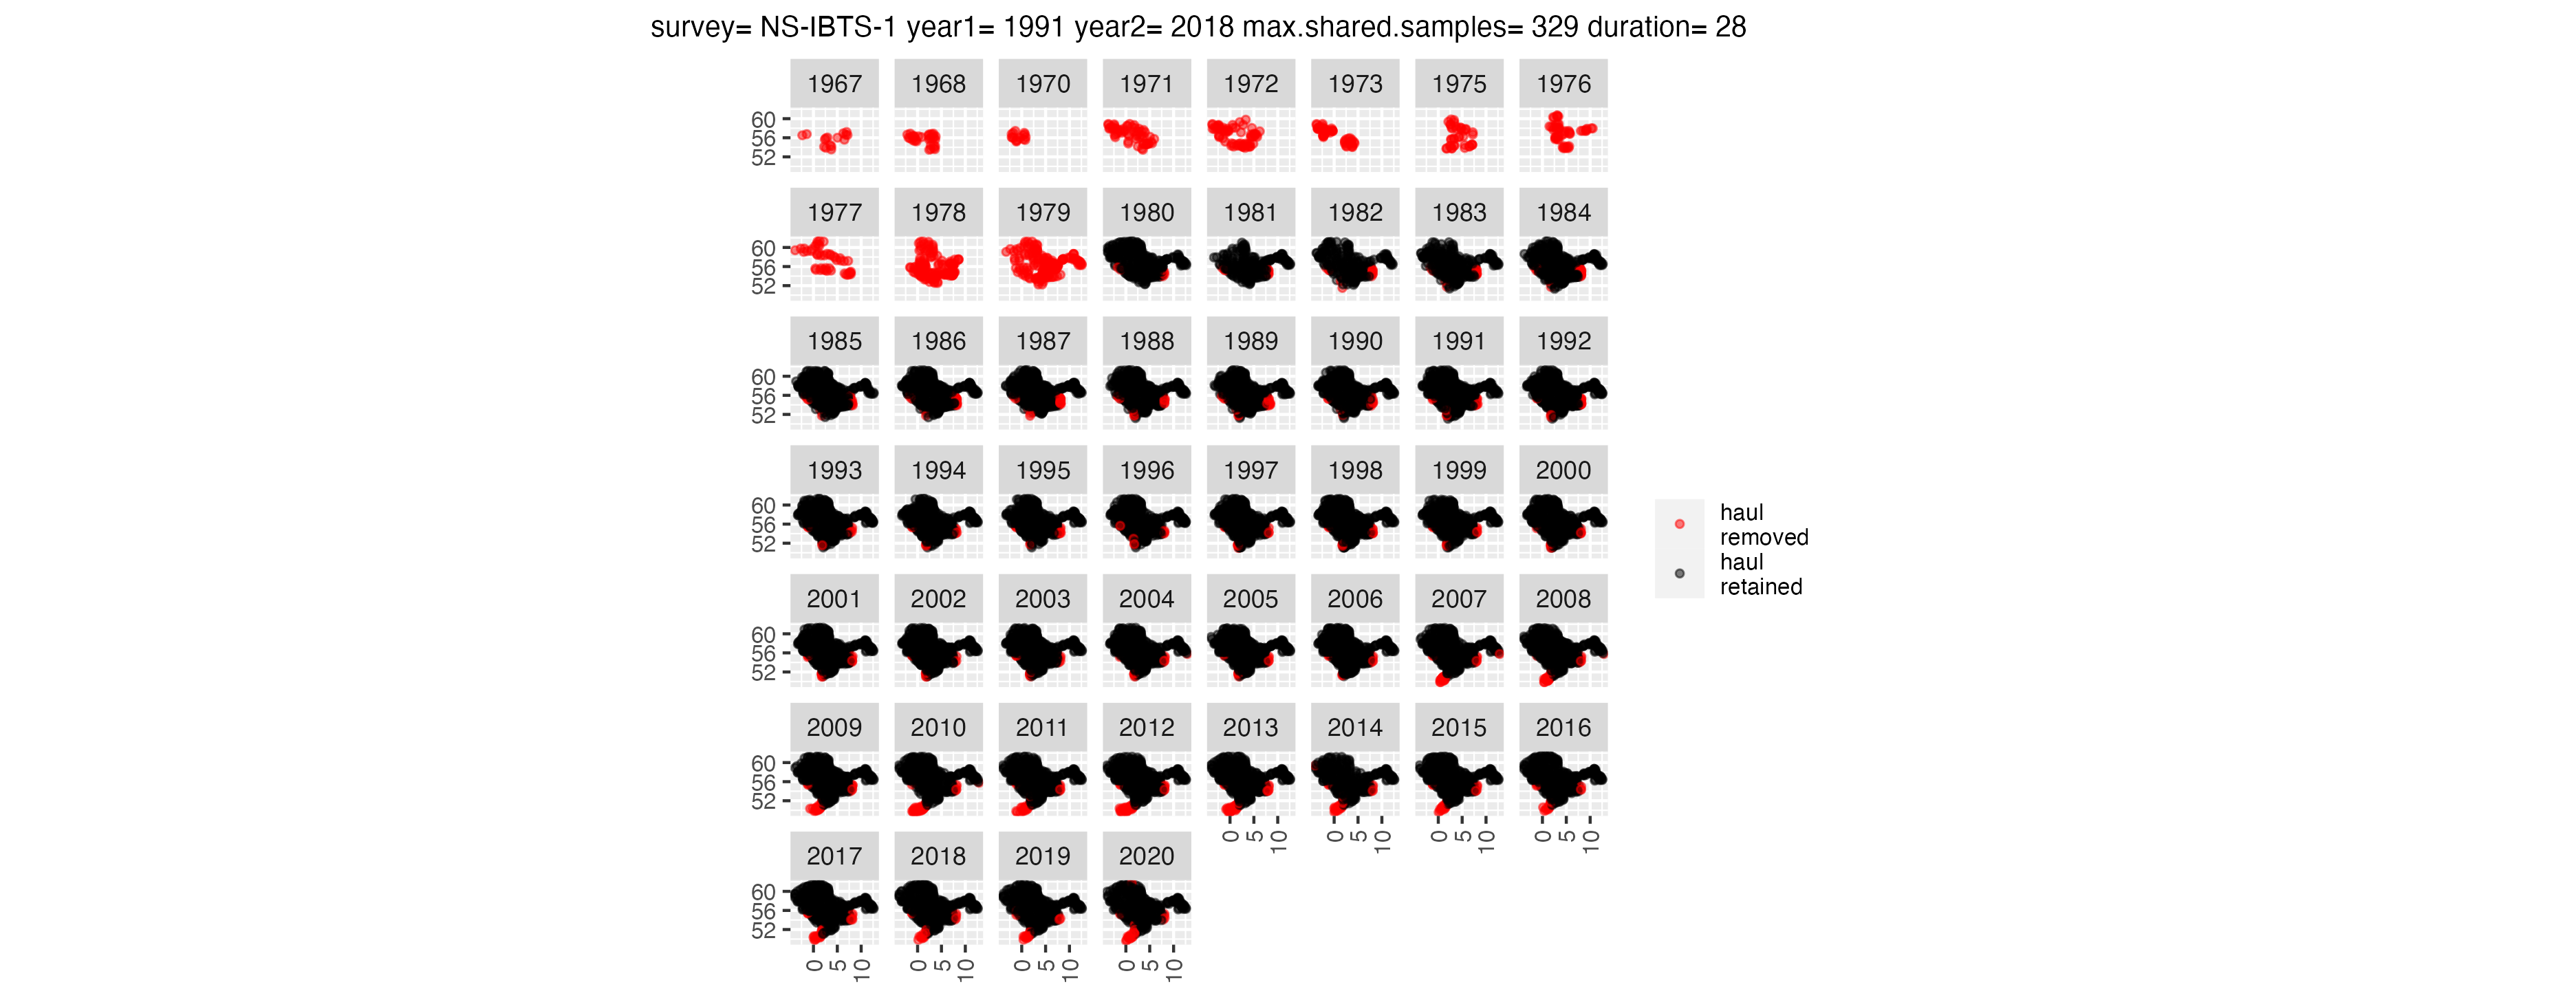 survey= NS-IBTS-1 year1= 1991 year2= 2018 max.shared.samples= 329 duration= 28
1967 1968 1970 1971 1972 1973 1975 1976
60
56
52
1977 1978 1979 1980 1981 1982 1983 1984
60
56
52
1985 1986 1987 1988 1989 1990 1991 1992
60
56
52
1993 1994 1995 1996 1997 1998 1999 2000
60
56
52
haul
removed
haul
retained
2001 2002 2003 2004 2005 2006 2007 2008
60
56
52
2009 2010 2011 2012 2013 2014 2015 2016
60
56
52
0 5 10 0 5 10 0 5 10 0 5 10
2017 2018 2019 2020
60
56
52
0 5 10 0 5 10 0 5 10 0 5 10